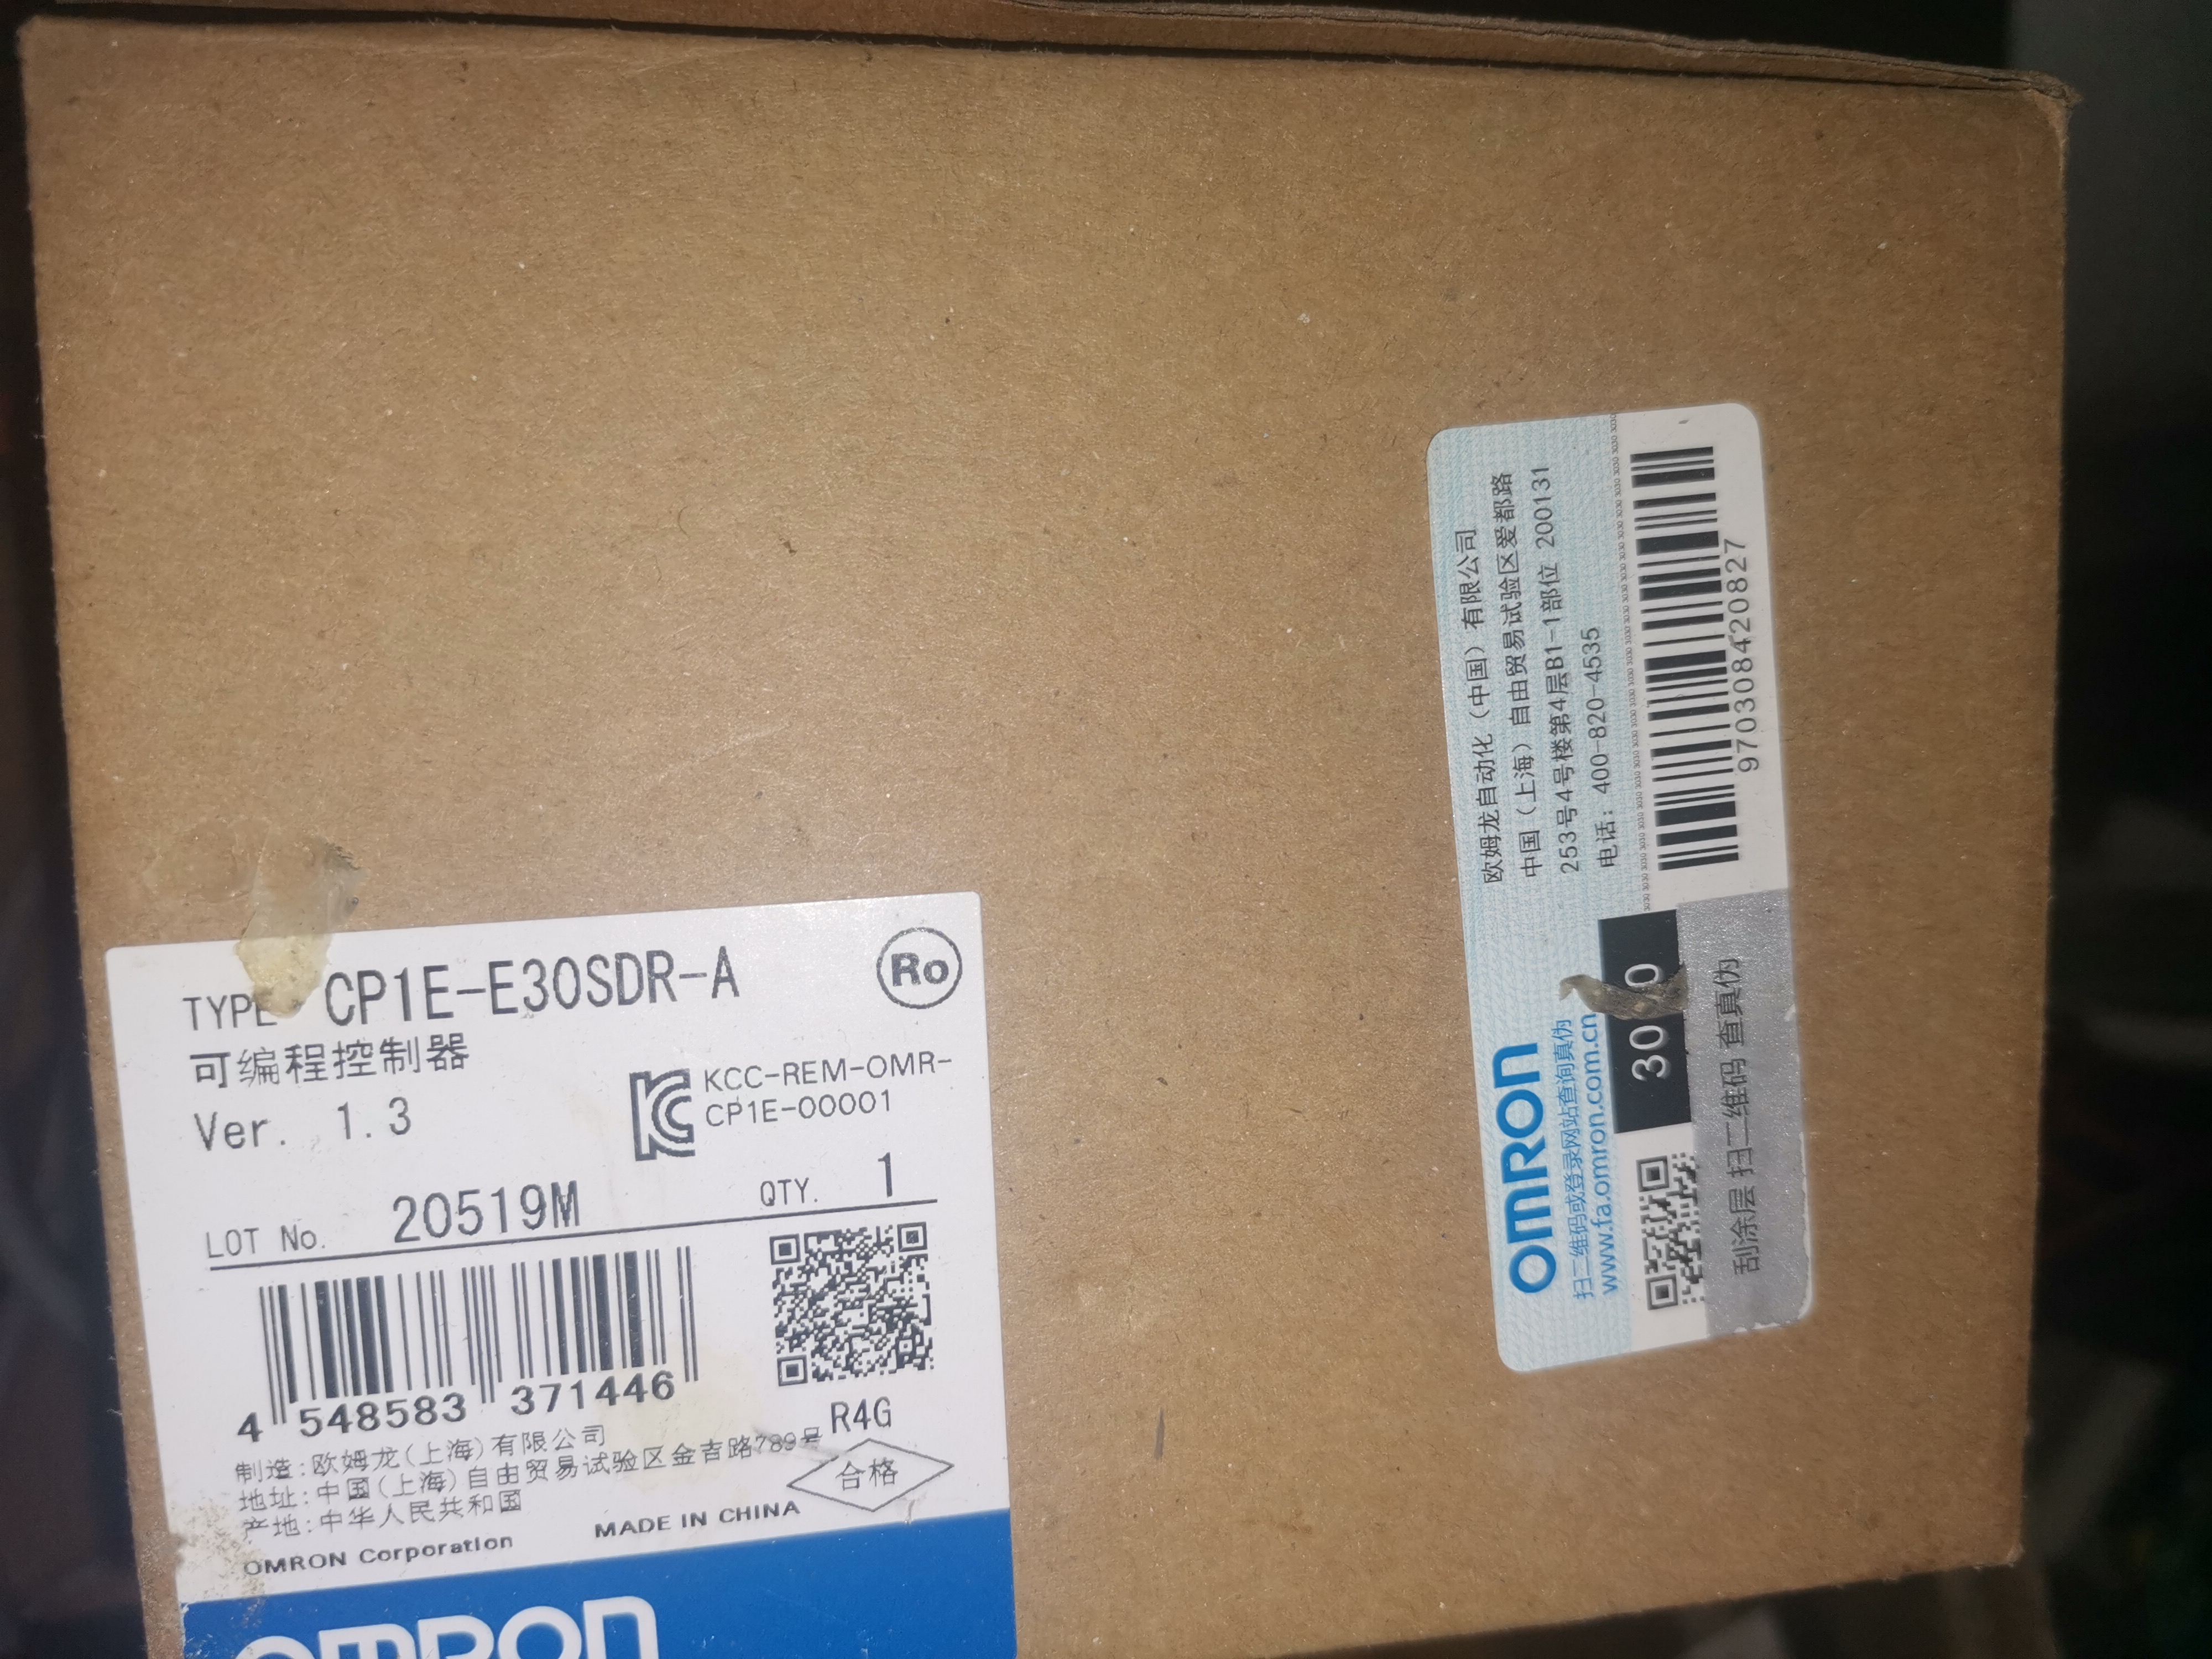 TYPE CP1E-E30SDR-A
Ro
可编程控制器
KCC-REM-OMR-
CP1E-00001
Ver. 1.3
LOT No. 20519M QTY. 1
4 548583 371446
R4G
制造:欧姆龙(上海)有限公司
地址:中国(上海)自由贸易试验区金吉路789号
产地:中华人民共和国
合格
OMRON Corporation MADE IN CHINA
OMRON
欧姆龙自动化(中国)有限公司
中国(上海)自由贸易试验区爱都路
253号4号楼第4层B1-1部位 200131
电话: 400-820-4535
970308420827
OMRON
扫二维码或登录网站查询真伪
www.fa.omron.com.cn
30 0
刮涂层 扫二维码 查真伪